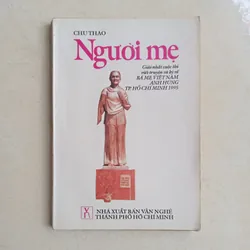 CHU THAO
Người mẹ
Giải nhất cuộc thi
viết truyện và ký về
BÀ MẸ VIỆT NAM
ANH HÙNG
TP. HỒ CHÍ MINH 1995
NHÀ XUẤT BẢN VĂN NGHỆ
THÀNH PHỐ HỒ CHÍ MINH